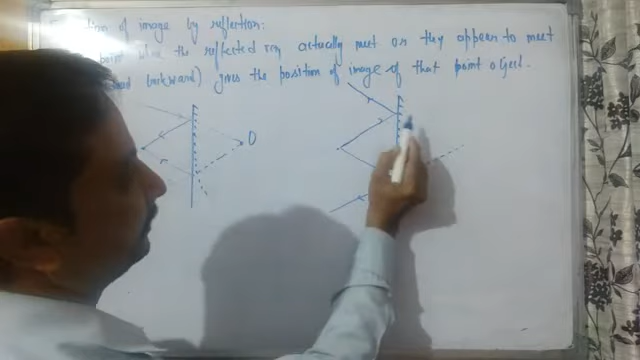 of image by reflection:
point where the reflected ray actually meet or they appear to meet
backward) gives the position of image of that point object.
O